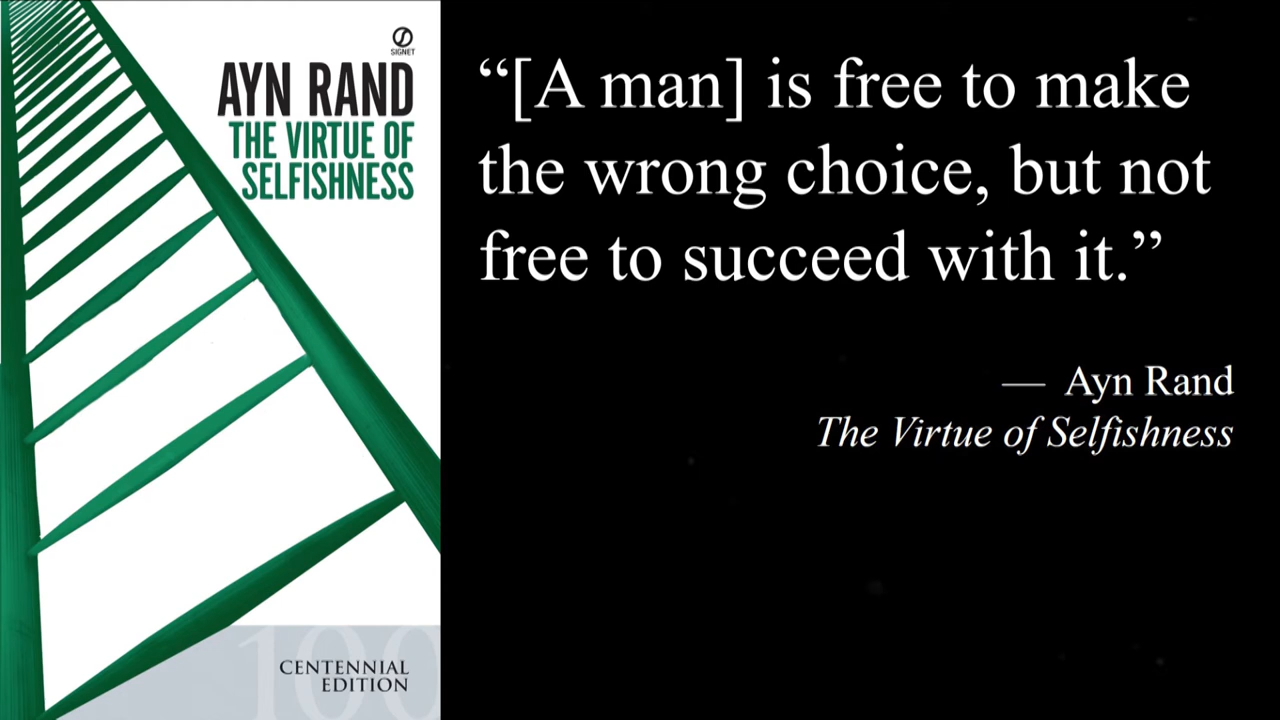 SIGNET
AYN RAND
THE VIRTUE OF
SELFISHNESS
100
CENTENNIAL
EDITION
“[A man] is free to make
the wrong choice, but not
free to succeed with it.”
— Ayn Rand
The Virtue of Selfishness